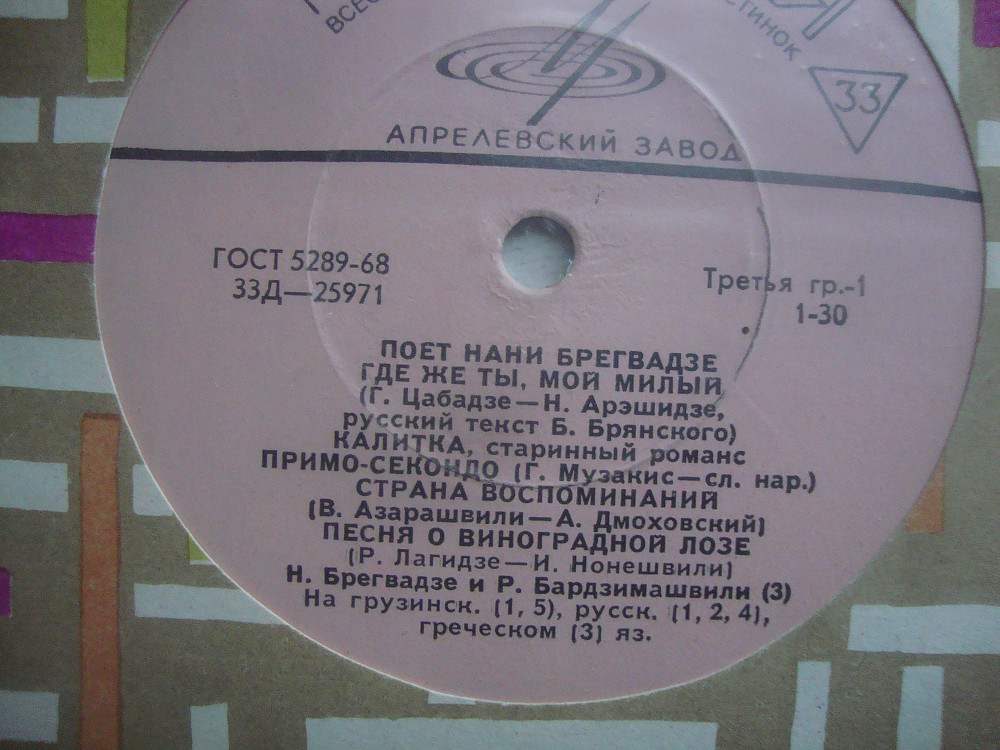 АПРЕЛЕВСКИЙ ЗАВОД
33
ГОСТ 5289-68
33Д—25971
Третья гр.-1
1-30
ПОЕТ НАНИ БРЕГВАДЗЕ
ГДЕ ЖЕ ТЫ, МОЙ МИЛЫЙ
(Г. Цабадзе—Н. Арэшидзе,
русский текст Б. Брянского)
КАЛИТКА, старинный романс
ПРИМО-СЕКОНДО (Г. Музакис—сл. нар.)
СТРАНА ВОСПОМИНАНИЙ
(В. Азарашвили—А. Дмоховский)
ПЕСНЯ О ВИНОГРАДНОЙ ЛОЗЕ
(Р. Лагидзе—И. Нонешвили)
Н. Брегвадзе и Р. Бардзимашвили (3)
На грузинск. (1, 5), русск. (1, 2, 4),
греческом (3) яз.